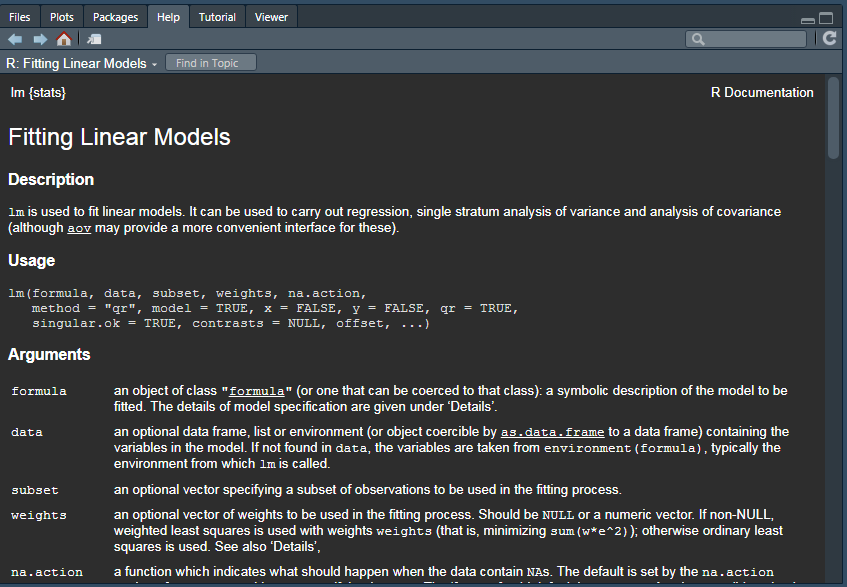 Files Plots Packages Help Tutorial Viewer
R: Fitting Linear Models Find in Topic
lm {stats} R Documentation
Fitting Linear Models
Description
lm is used to fit linear models. It can be used to carry out regression, single stratum analysis of variance and analysis of covariance
(although aov may provide a more convenient interface for these).
Usage
lm(formula, data, subset, weights, na.action,
method = "qr", model = TRUE, x = FALSE, y = FALSE, qr = TRUE,
singular.ok = TRUE, contrasts = NULL, offset, ...)
Arguments
formula an object of class "formula" (or one that can be coerced to that class): a symbolic description of the model to be
fitted. The details of model specification are given under ‘Details’.
data an optional data frame, list or environment (or object coercible by as.data.frame to a data frame) containing the
variables in the model. If not found in data, the variables are taken from environment(formula), typically the
environment from which lm is called.
subset an optional vector specifying a subset of observations to be used in the fitting process.
weights an optional vector of weights to be used in the fitting process. Should be NULL or a numeric vector. If non-NULL,
weighted least squares is used with weights weights (that is, minimizing sum(w*e^2)); otherwise ordinary least
squares is used. See also ‘Details’,
na.action a function which indicates what should happen when the data contain NAs. The default is set by the na.action